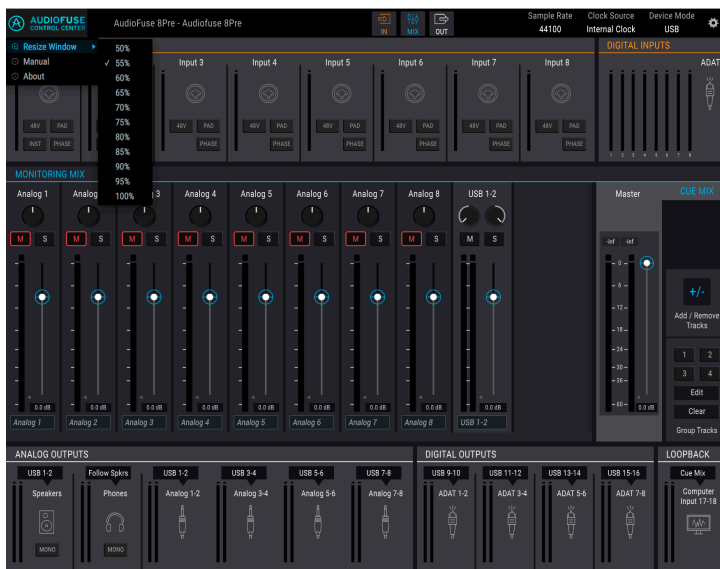 AUDIOFUSE
CONTROL CENTER
AudioFuse 8Pre - Audiofuse 8Pre
IN
MIX
OUT
Sample Rate
44100
Clock Source
Internal Clock
Device Mode
USB
Resize Window
Manual
About
50%
55%
60%
65%
70%
75%
80%
85%
90%
95%
100%
DIGITAL INPUTS
Input 3 Input 4 Input 5 Input 6 Input 7 Input 8
ADAT
48V PAD 48V PAD 48V PAD 48V PAD 48V PAD 48V PAD 48V PAD
INST PHASE PHASE PHASE PHASE PHASE PHASE PHASE
1 2 3 4 5 6 7 8
MONITORING MIX
Analog 1 Analog 3 Analog 4 Analog 5 Analog 6 Analog 7 Analog 8 USB 1-2
Master
CUE MIX
M S M S M S M S M S M S M S M S M S
-inf -inf
- 0 -
- 6 -
- 12 -
- 18 -
- 24 -
- 30 -
- 36 -
- 60 -
+/-
Add / Remove
Tracks
1 2
3 4
Edit
Clear
Group Tracks
0.0 dB 0.0 dB 0.0 dB 0.0 dB 0.0 dB 0.0 dB 0.0 dB 0.0 dB 0.0 dB 0.0 dB
Analog 1 Analog 2 Analog 3 Analog 4 Analog 5 Analog 6 Analog 7 Analog 8 USB 1-2
ANALOG OUTPUTS
DIGITAL OUTPUTS
LOOPBACK
USB 1-2 Follow Spkrs USB 1-2 USB 3-4 USB 5-6 USB 7-8 USB 9-10 USB 11-12 USB 13-14 USB 15-16 Cue Mix
Speakers Phones Analog 1-2 Analog 3-4 Analog 5-6 Analog 7-8 ADAT 1-2 ADAT 3-4 ADAT 5-6 ADAT 7-8 Computer
Input 17-18
MONO MONO